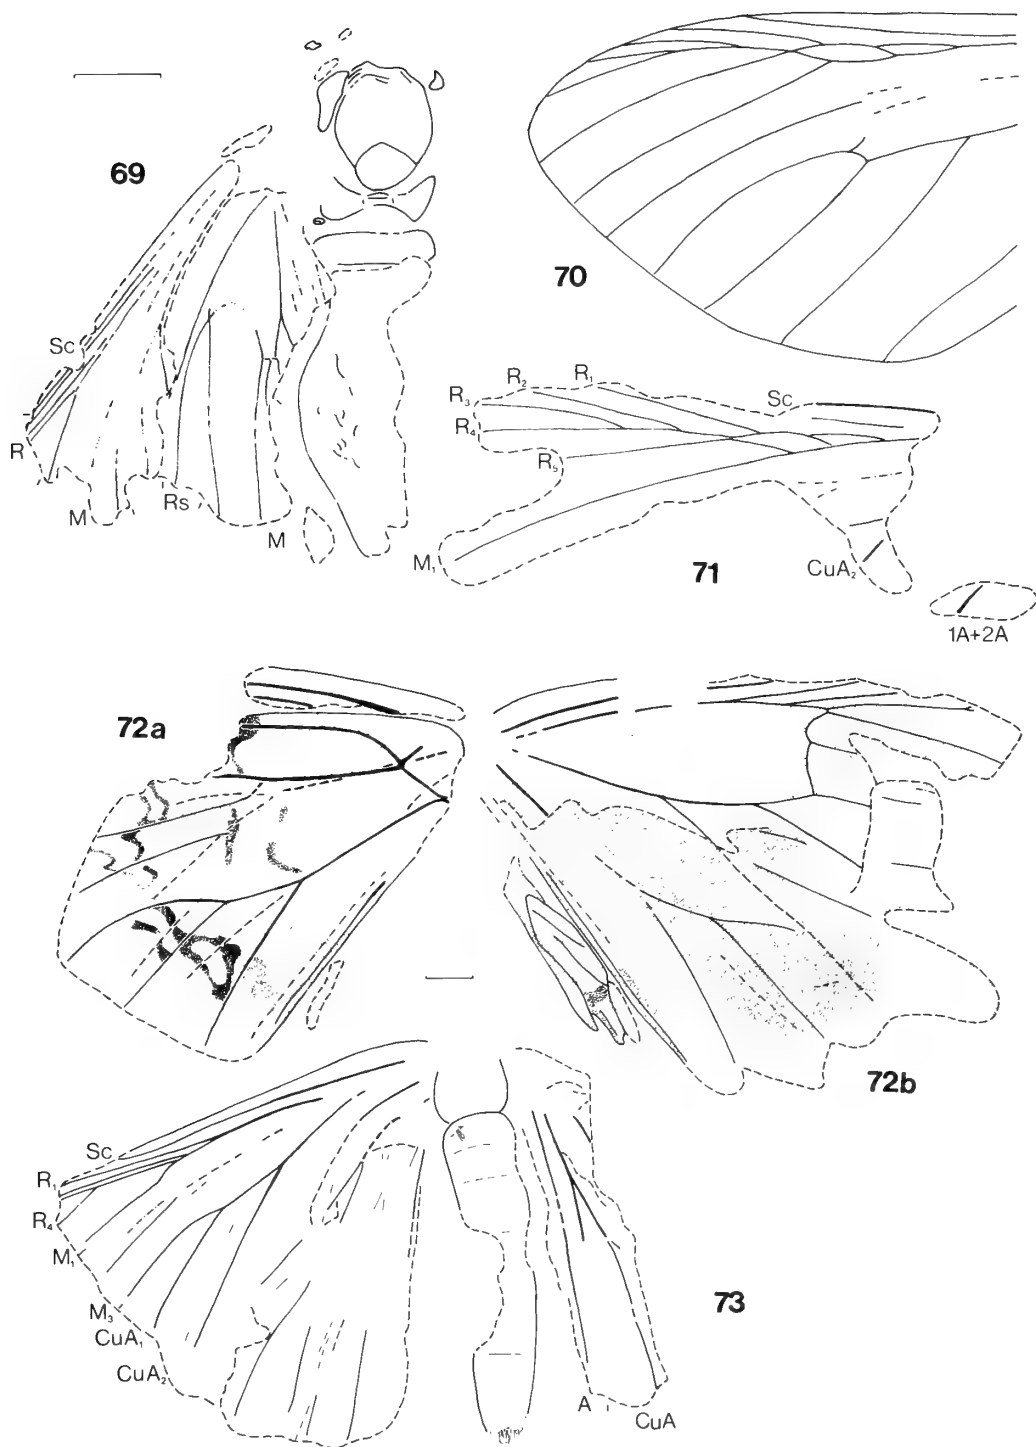 69
Sc
R
M
Rs
M
70
R₃
R₂
R₁
Sc
R₄
R₅
M₁
71
CuA₂
1A+2A
72a
72b
Sc
R₁
R₄
M₁
M₃
CuA₁
CuA₂
73
A
CuA